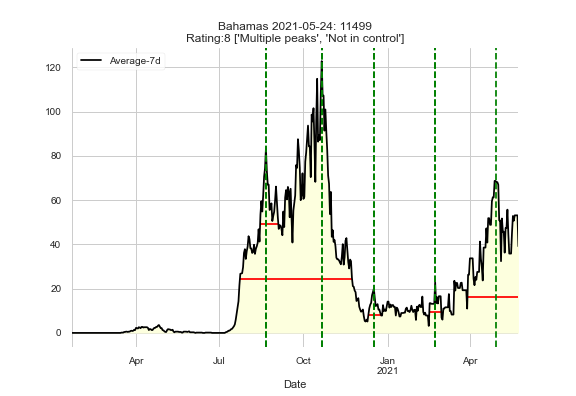 Bahamas 2021-05-24: 11499
Rating:8 ['Multiple peaks', 'Not in control']
Average-7d
120
100
80
60
40
20
0
Apr
Jul
Oct
Jan
2021
Apr
Date